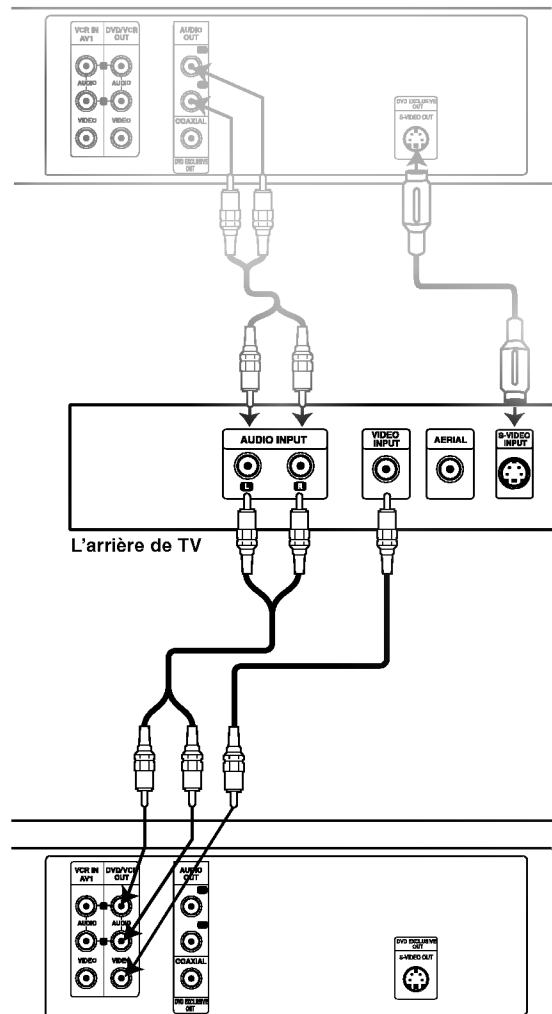 VCR IN
AV1
DVD/VCR
OUT
AUDIO
OUT
AUDIO
VIDEO
VIDEO
COAXIAL
DVD EXCLUSIVE
OUT
DVD EXCLUSIVE
OUT
S-VIDEO OUT
AUDIO INPUT
L
R
VIDEO
INPUT
AERIAL
S-VIDEO
INPUT
L'arrière de TV
VCR IN
AV1
DVD/VCR
OUT
AUDIO
OUT
AUDIO
AUDIO
VIDEO
VIDEO
COAXIAL
DVD EXCLUSIVE
OUT
DVD EXCLUSIVE
OUT
S-VIDEO OUT